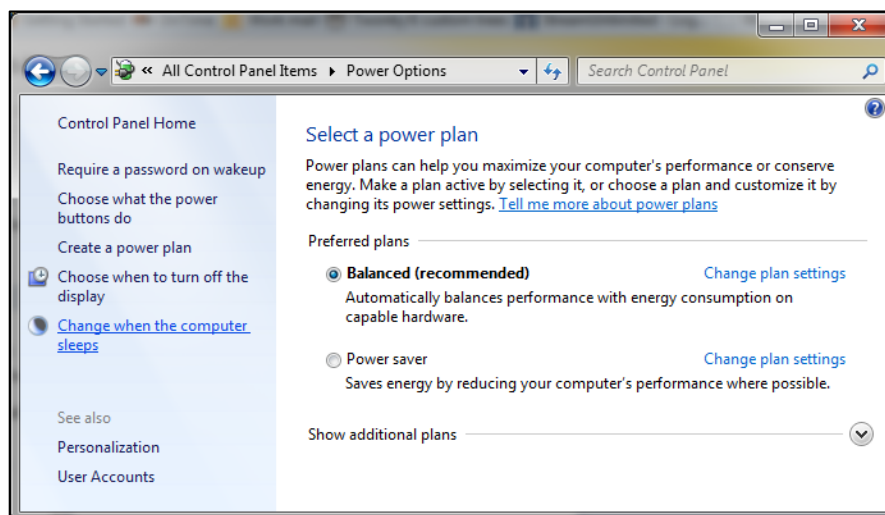 « All Control Panel Items ▸ Power Options
Search Control Panel
Control Panel Home
Require a password on wakeup
Choose what the power
buttons do
Create a power plan
Choose when to turn off the
display
Change when the computer
sleeps
See also
Personalization
User Accounts
Select a power plan
Power plans can help you maximize your computer's performance or conserve
energy. Make a plan active by selecting it, or choose a plan and customize it by
changing its power settings. Tell me more about power plans
Preferred plans
Balanced (recommended) Change plan settings
Automatically balances performance with energy consumption on
capable hardware.
Power saver Change plan settings
Saves energy by reducing your computer's performance where possible.
Show additional plans